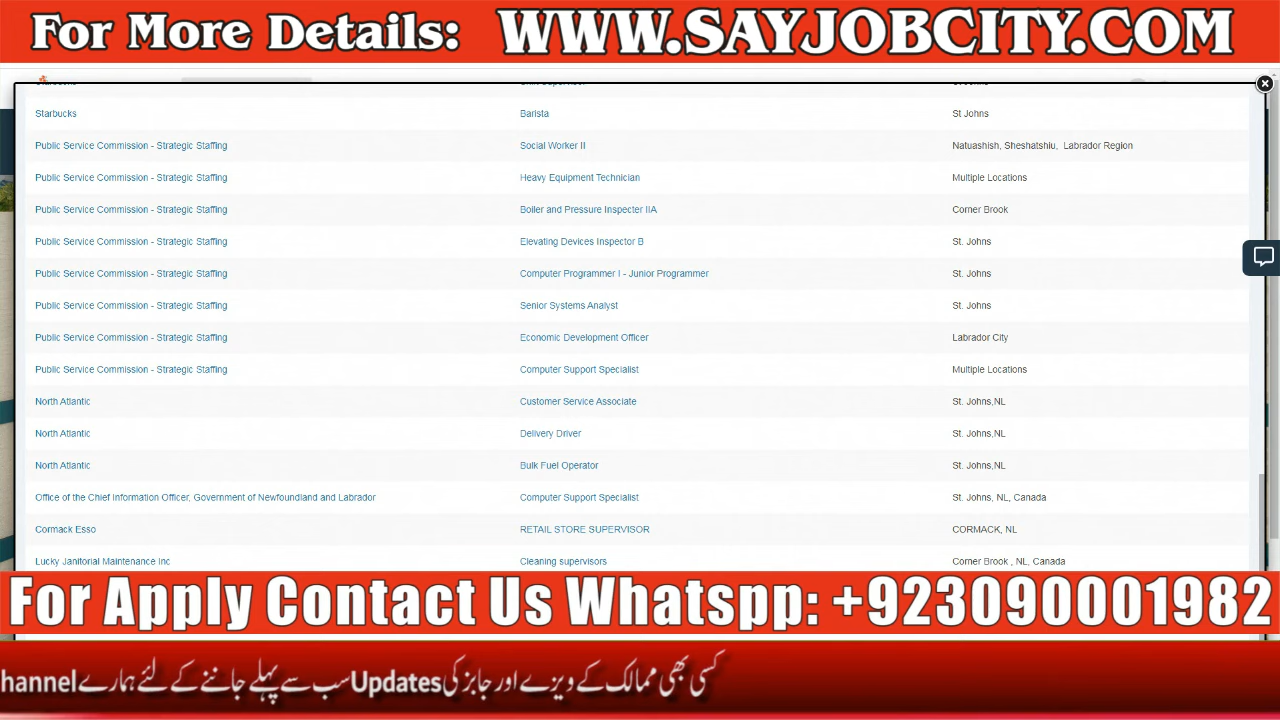 For More Details: WWW.SAYJOBCITY.COM
Starbucks Barista St Johns
Public Service Commission - Strategic Staffing Social Worker II Natuashish, Sheshatshiu, Labrador Region
Public Service Commission - Strategic Staffing Heavy Equipment Technician Multiple Locations
Public Service Commission - Strategic Staffing Boiler and Pressure Inspecter IIA Corner Brook
Public Service Commission - Strategic Staffing Elevating Devices Inspector B St. Johns
Public Service Commission - Strategic Staffing Computer Programmer I - Junior Programmer St. Johns
Public Service Commission - Strategic Staffing Senior Systems Analyst St. Johns
Public Service Commission - Strategic Staffing Economic Development Officer Labrador City
Public Service Commission - Strategic Staffing Computer Support Specialist Multiple Locations
North Atlantic Customer Service Associate St. Johns,NL
North Atlantic Delivery Driver St. Johns,NL
North Atlantic Bulk Fuel Operator St. Johns,NL
Office of the Chief Information Officer, Government of Newfoundland and Labrador Computer Support Specialist St. Johns, NL, Canada
Cormack Esso RETAIL STORE SUPERVISOR CORMACK, NL
Lucky Janitorial Maintenance Inc Cleaning supervisors Corner Brook , NL, Canada
For Apply Contact Us Whatspp: +923090001982
کسی بھی ممالک کے ویزے اور جابز کی Updates سب سے پہلے جاننے کے لئے ہمارے hannel